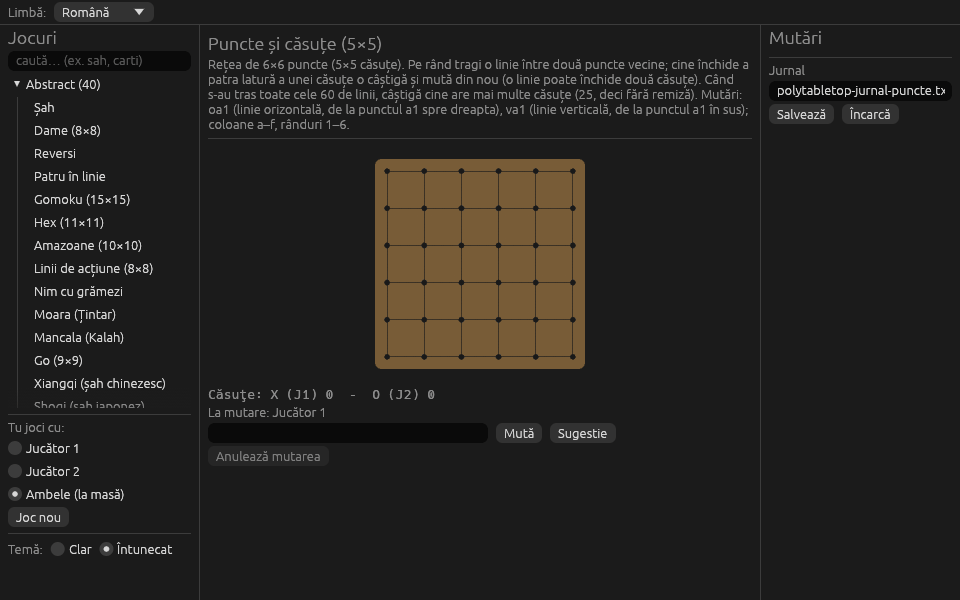 Limbă: Română
Jocuri
caută... (ex. sah, carti)
Abstract (40)
Șah
Dame (8×8)
Reversi
Patru în linie
Gomoku (15×15)
Hex (11×11)
Amazoane (10×10)
Linii de acțiune (8×8)
Nim cu grămezi
Moara (Țintar)
Mancala (Kalah)
Go (9×9)
Xiangqi (șah chinezesc)
Shogi (șah japonez)
Tu joci cu:
Jucător 1
Jucător 2
Ambele (la masă)
Joc nou
Temă: Clar Întunecat
Puncte și căsuțe (5×5)
Rețea de 6×6 puncte (5×5 căsuțe). Pe rând tragi o linie între două puncte vecine; cine închide a
patra latură a unei căsuțe o câștigă și mută din nou (o linie poate închide două căsuțe). Când
s-au tras toate cele 60 de linii, câștigă cine are mai multe căsuțe (25, deci fără remiză). Mutări:
oa1 (linie orizontală, de la punctul a1 spre dreapta), va1 (linie verticală, de la punctul a1 în sus);
coloane a–f, rânduri 1–6.
Căsuțe: X (J1) 0 - O (J2) 0
La mutare: Jucător 1
Mută Sugestie
Anulează mutarea
Mutări
Jurnal
polytabletop-jurnal-puncte.tx
Salvează Încarcă